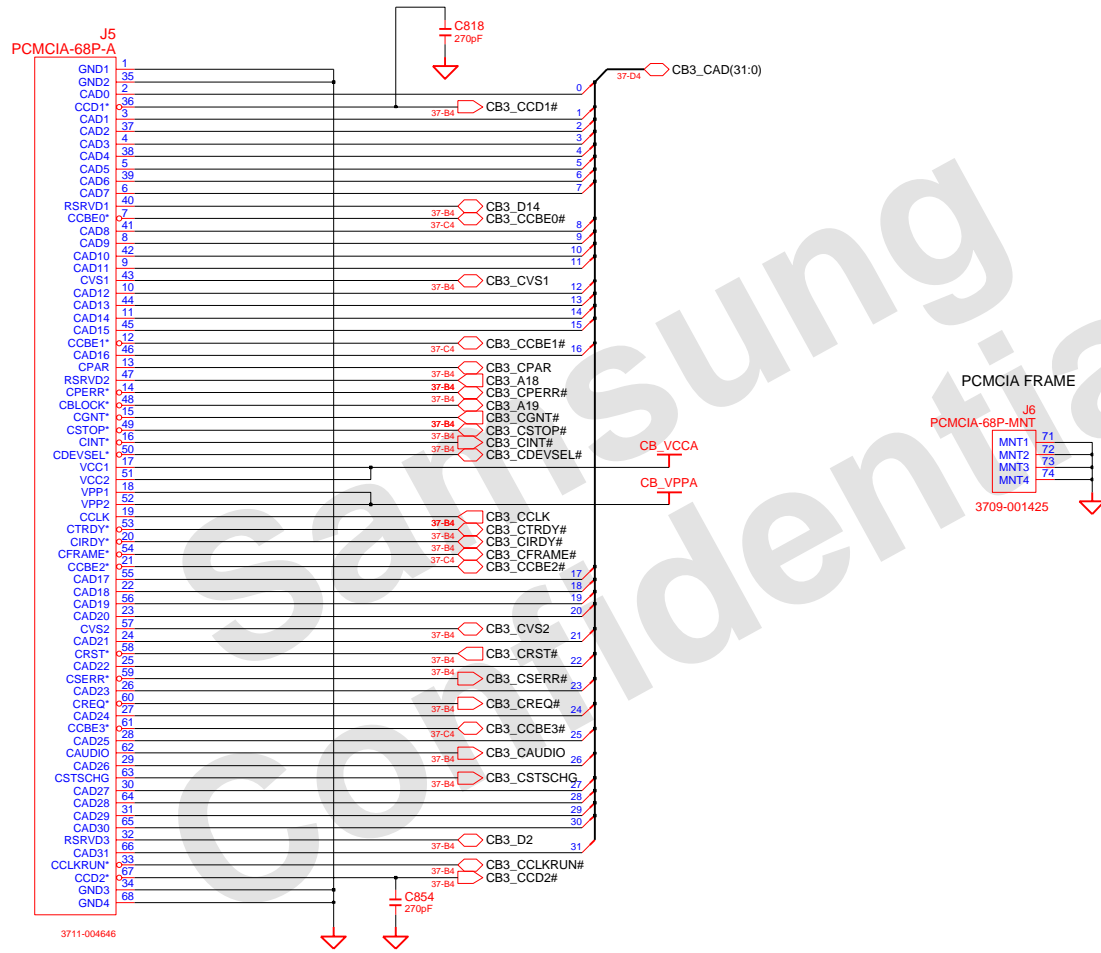 C818
270pF
J5
PCMCIA-68P-A
CB3_CAD(31:0)
37-D4
GND1 1
GND2 35
CAD0 2 0
CCD1* 36 37-B4 CB3_CCD1#
CAD1 3 1
CAD2 37 2
CAD3 4 3
CAD4 38 4
CAD5 5 5
CAD6 39 6
CAD7 6 7
RSRVD1 40 37-B4 CB3_D14
CCBE0* 7 37-C4 CB3_CCBE0#
CAD8 41 8
CAD9 8 9
CAD10 42 10
CAD11 9 11
CVS1 43 37-B4 CB3_CVS1
CAD12 10 12
CAD13 44 13
CAD14 11 14
CAD15 45 15
CCBE1* 12 37-C4 CB3_CCBE1#
CAD16 46 16
CPAR 13 37-B4 CB3_CPAR
RSRVD2 47 37-B4 CB3_A18
CPERR* 14 37-B4 CB3_CPERR#
CBLOCK* 48 37-B4 CB3_A19
CGNT* 15 37-B4 CB3_CGNT#
CSTOP* 49 37-B4 CB3_CSTOP#
CINT* 16 37-B4 CB3_CINT#
CDEVSEL* 50 37-B4 CB3_CDEVSEL#
VCC1 17 CB_VCCA
VCC2 51
VPP1 18 CB_VPPA
VPP2 52
CCLK 19 37-B4 CB3_CCLK
CTRDY* 53 37-B4 CB3_CTRDY#
CIRDY* 20 37-B4 CB3_CIRDY#
CFRAME* 54 37-B4 CB3_CFRAME#
CCBE2* 21 37-C4 CB3_CCBE2#
CAD17 55 17
CAD18 22 18
CAD19 56 19
CAD20 23 20
CVS2 57 37-B4 CB3_CVS2
CAD21 24 21
CRST* 58 37-B4 CB3_CRST#
CAD22 25 22
CSERR* 59 37-B4 CB3_CSERR#
CAD23 26 23
CREQ* 60 37-B4 CB3_CREQ#
CAD24 27 24
CCBE3* 61 37-C4 CB3_CCBE3#
CAD25 28 25
CAUDIO 62 37-B4 CB3_CAUDIO
CAD26 29 26
CSTSCHG 63 37-B4 CB3_CSTSCHG
CAD27 30 27
CAD28 64 28
CAD29 31 29
CAD30 65 30
RSRVD3 32 37-B4 CB3_D2
CAD31 66 31
CCLKRUN* 33 37-B4 CB3_CCLKRUN#
CCD2* 67 37-B4 CB3_CCD2#
GND3 34
GND4 68
C854
270pF
3711-004646
PCMCIA FRAME
J6
PCMCIA-68P-MNT
MNT1 71
MNT2 72
MNT3 73
MNT4 74
3709-001425
Samsung
Confidentia